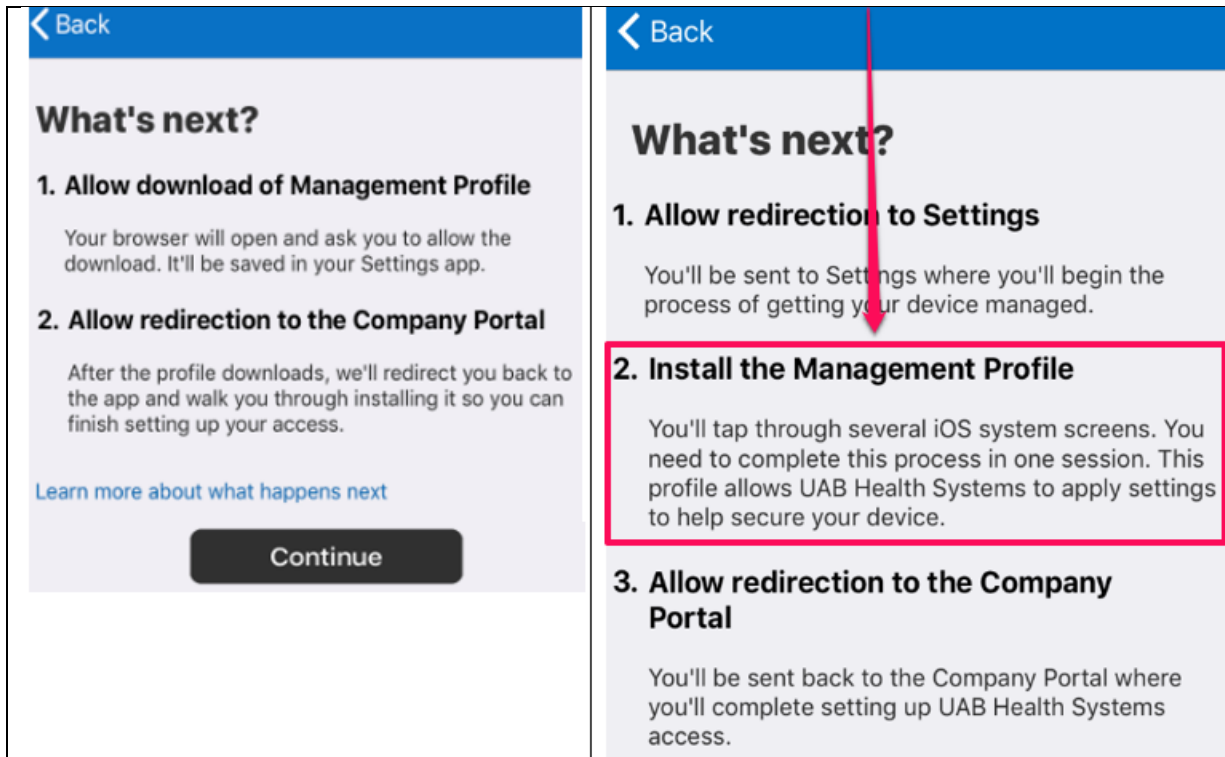 Back
What's next?
1. Allow download of Management Profile
Your browser will open and ask you to allow the
download. It'll be saved in your Settings app.
2. Allow redirection to the Company Portal
After the profile downloads, we'll redirect you back to
the app and walk you through installing it so you can
finish setting up your access.
Learn more about what happens next
Continue
Back
What's next?
1. Allow redirection to Settings
You'll be sent to Settings where you'll begin the
process of getting your device managed.
2. Install the Management Profile
You'll tap through several iOS system screens. You
need to complete this process in one session. This
profile allows UAB Health Systems to apply settings
to help secure your device.
3. Allow redirection to the Company
Portal
You'll be sent back to the Company Portal where
you'll complete setting up UAB Health Systems
access.